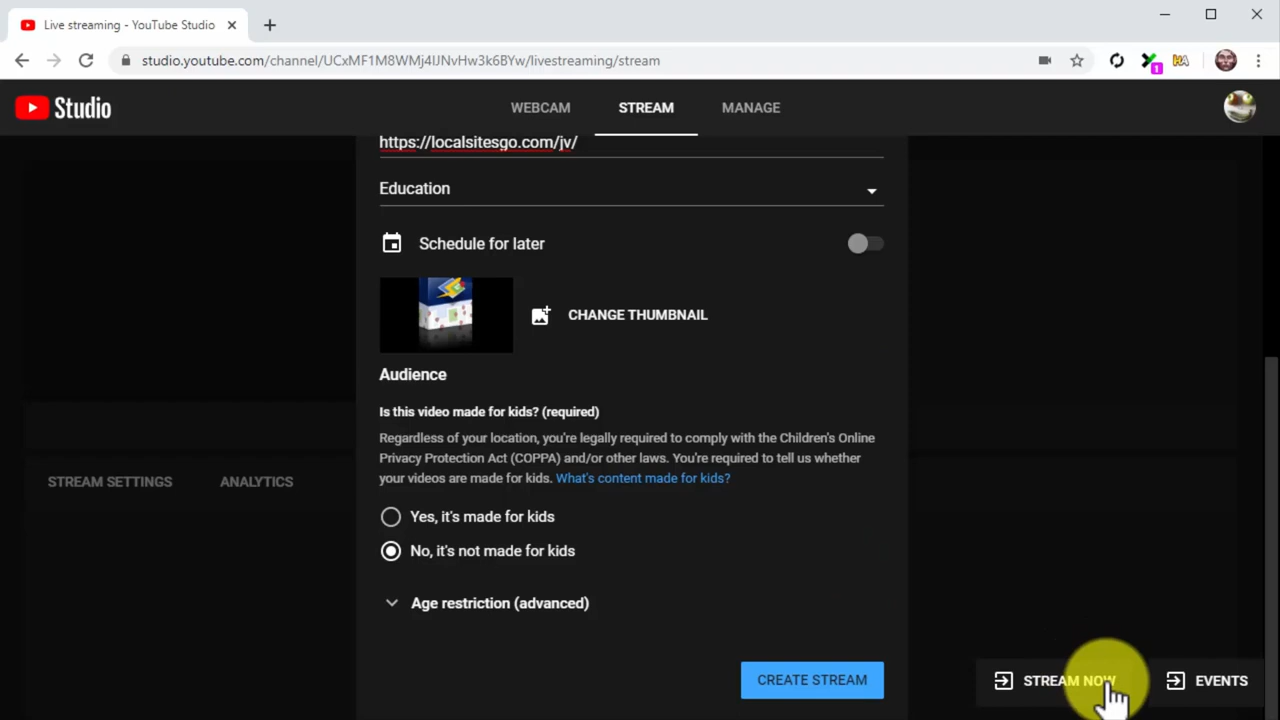 Live streaming - YouTube Studio
studio.youtube.com/channel/UCxMF1M8WMj4IJNvHw3k6BYw/livestreaming/stream
1
Studio
WEBCAM
STREAM
MANAGE
https://localsitesgo.com/jv/
Education
Schedule for later
CHANGE THUMBNAIL
Audience
Is this video made for kids? (required)
Regardless of your location, you're legally required to comply with the Children's Online
Privacy Protection Act (COPPA) and/or other laws. You're required to tell us whether
your videos are made for kids. What's content made for kids?
STREAM SETTINGS
ANALYTICS
Yes, it's made for kids
No, it's not made for kids
Age restriction (advanced)
CREATE STREAM
STREAM NOW
EVENTS